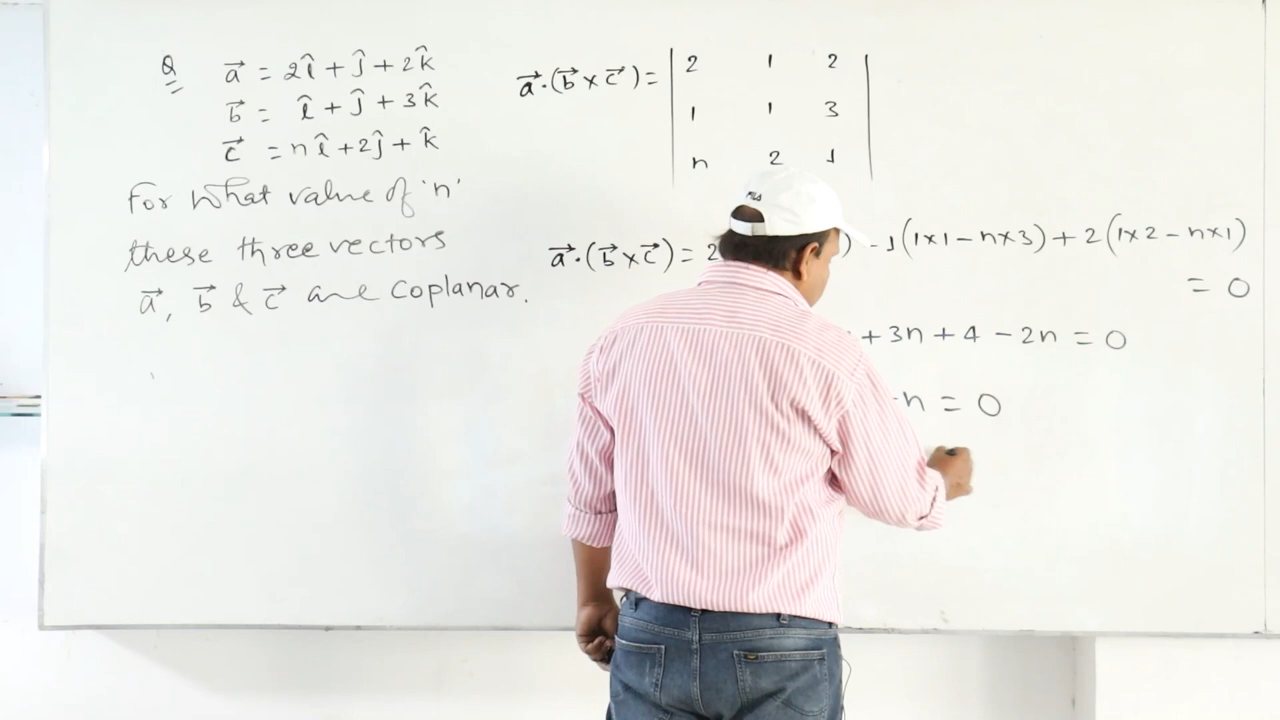 Q a⃗ = 2î + ĵ + 2k̂
b⃗ = î + ĵ + 3k̂
c⃗ = nî + 2ĵ + k̂
For what value of 'n'
these three vectors
a⃗, b⃗ & c⃗ are coplanar.
a⃗·(b⃗ × c⃗) =
2 1 2
1 1 3
n 2 1
a⃗·(b⃗ × c⃗) = 2 ) - 1(1×1 - n×3) + 2(1×2 - n×1)
= 0
+ 3n + 4 - 2n = 0
n = 0